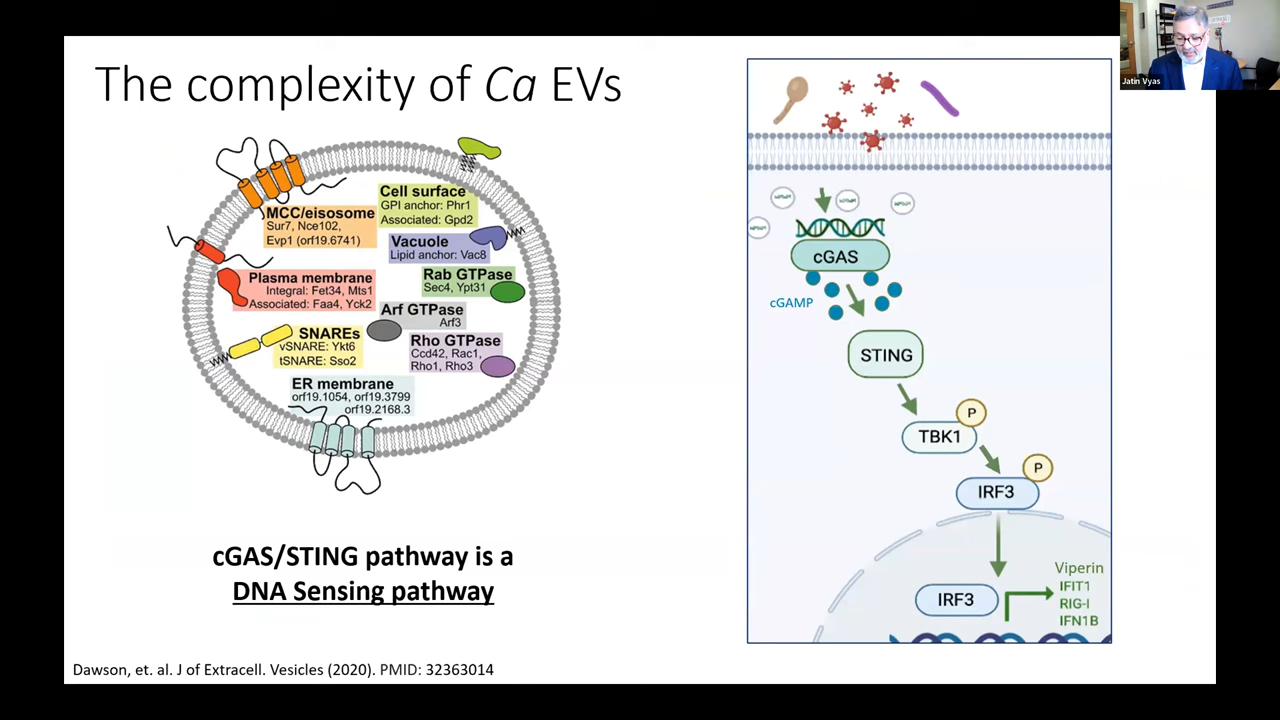 The complexity of Ca EVs
MCC/eisosome
Sur7, Nce102,
Evp1 (orf19.6741)
Cell surface
GPI anchor: Phr1
Associated: Gpd2
Vacuole
Lipid anchor: Vac8
Plasma membrane
Integral: Fet34, Mts1
Associated: Faa4, Yck2
Rab GTPase
Sec4, Ypt31
Arf GTPase
Arf3
SNAREs
vSNARE: Ykt6
tSNARE: Sso2
Rho GTPase
Ccd42, Rac1,
Rho1, Rho3
ER membrane
orf19.1054, orf19.3799
orf19.2168.3
cGAS/STING pathway is a
DNA Sensing pathway
Dawson, et. al. J of Extracell. Vesicles (2020). PMID: 32363014
cGAS
cGAMP
STING
P
TBK1
P
IRF3
IRF3
Viperin
IFIT1
RIG-I
IFN1B
Jatin Vyas